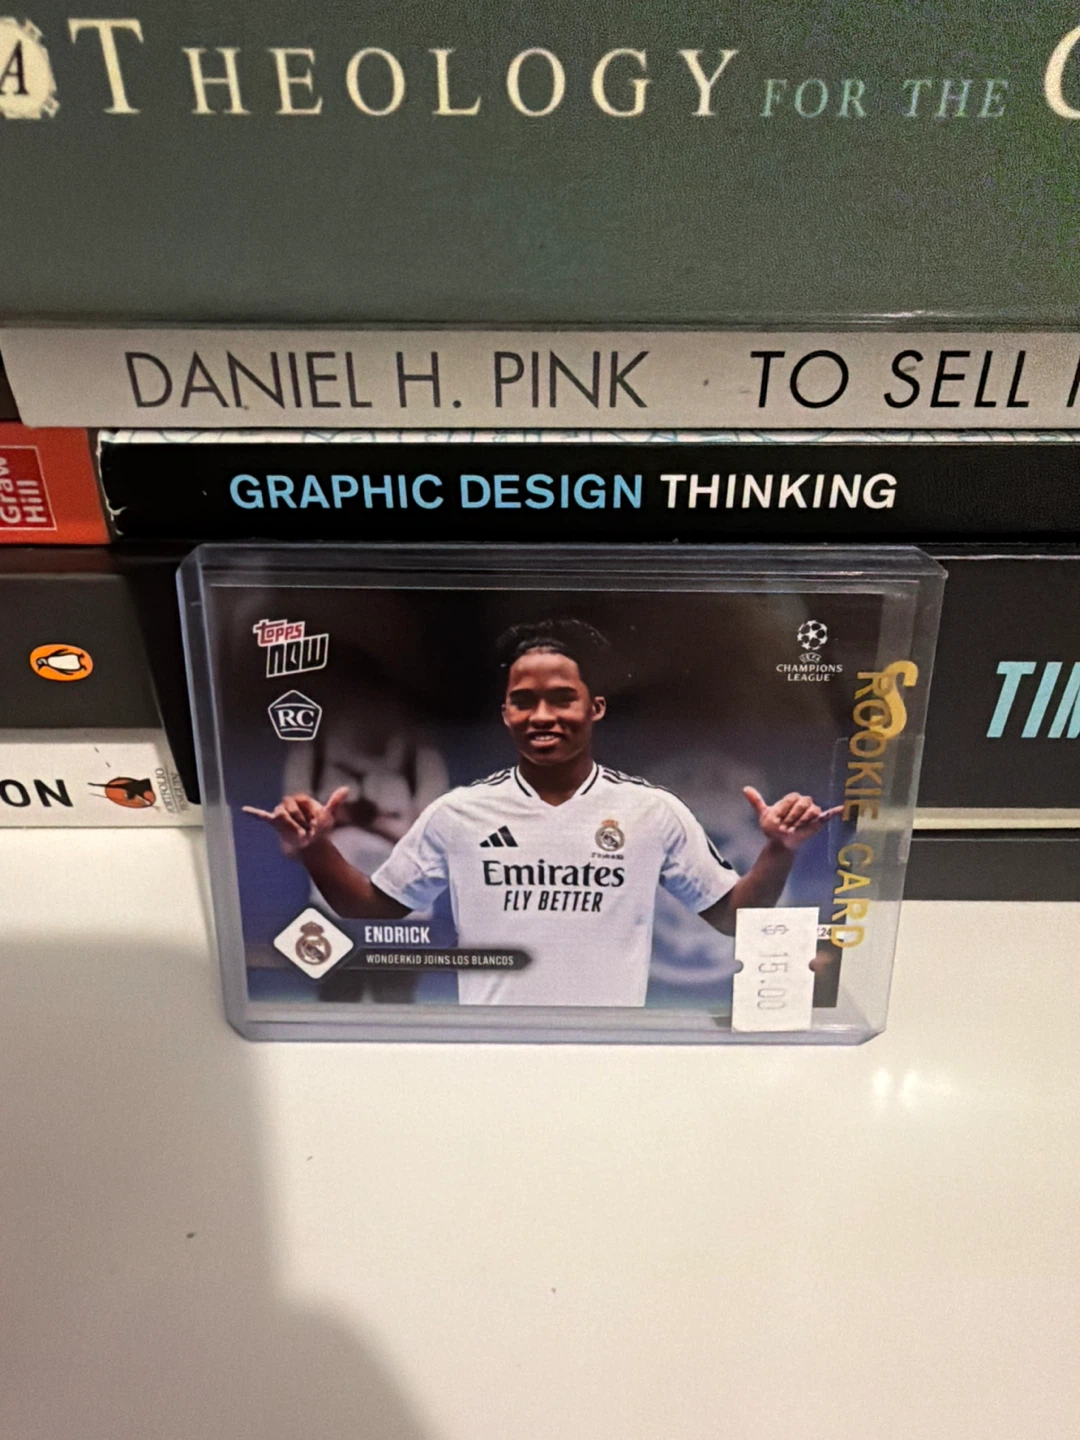 A THEOLOGY FOR THE
DANIEL H. PINK TO SELL
Graw
Hill
GRAPHIC DESIGN THINKING
ON
topps
now
RC
UEFA
CHAMPIONS
LEAGUE
ROOKIE CARD
Emirates
FLY BETTER
ENDRICK
WONDERKID JOINS LOS BLANCOS
$ 15.00